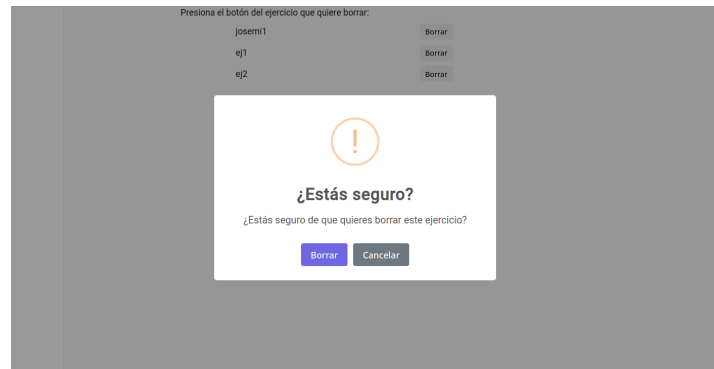 Presiona el botón del ejercicio que quiere borrar:
josemi1 Borrar
ej1 Borrar
ej2 Borrar
!
¿Estás seguro?
¿Estás seguro de que quieres borrar este ejercicio?
Borrar Cancelar